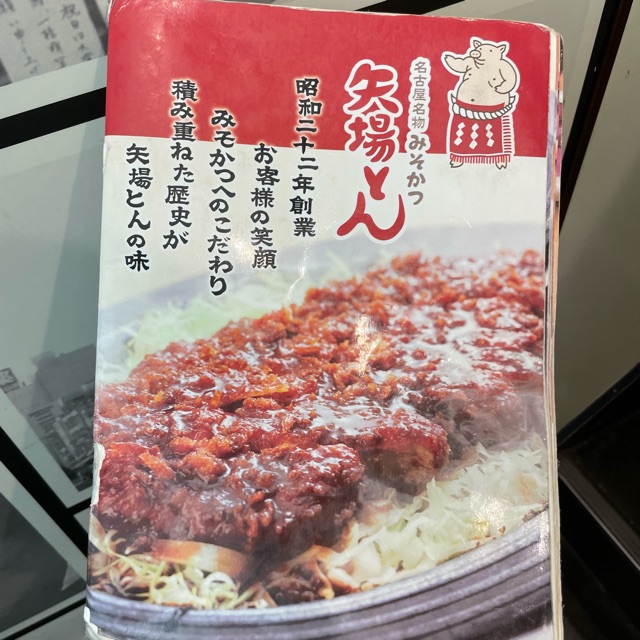 名古屋名物みそかつ
矢場とん
昭和二十二年創業
お客様の笑顔
みそかつへのこだわり
積み重ねた歴史が
矢場とんの味